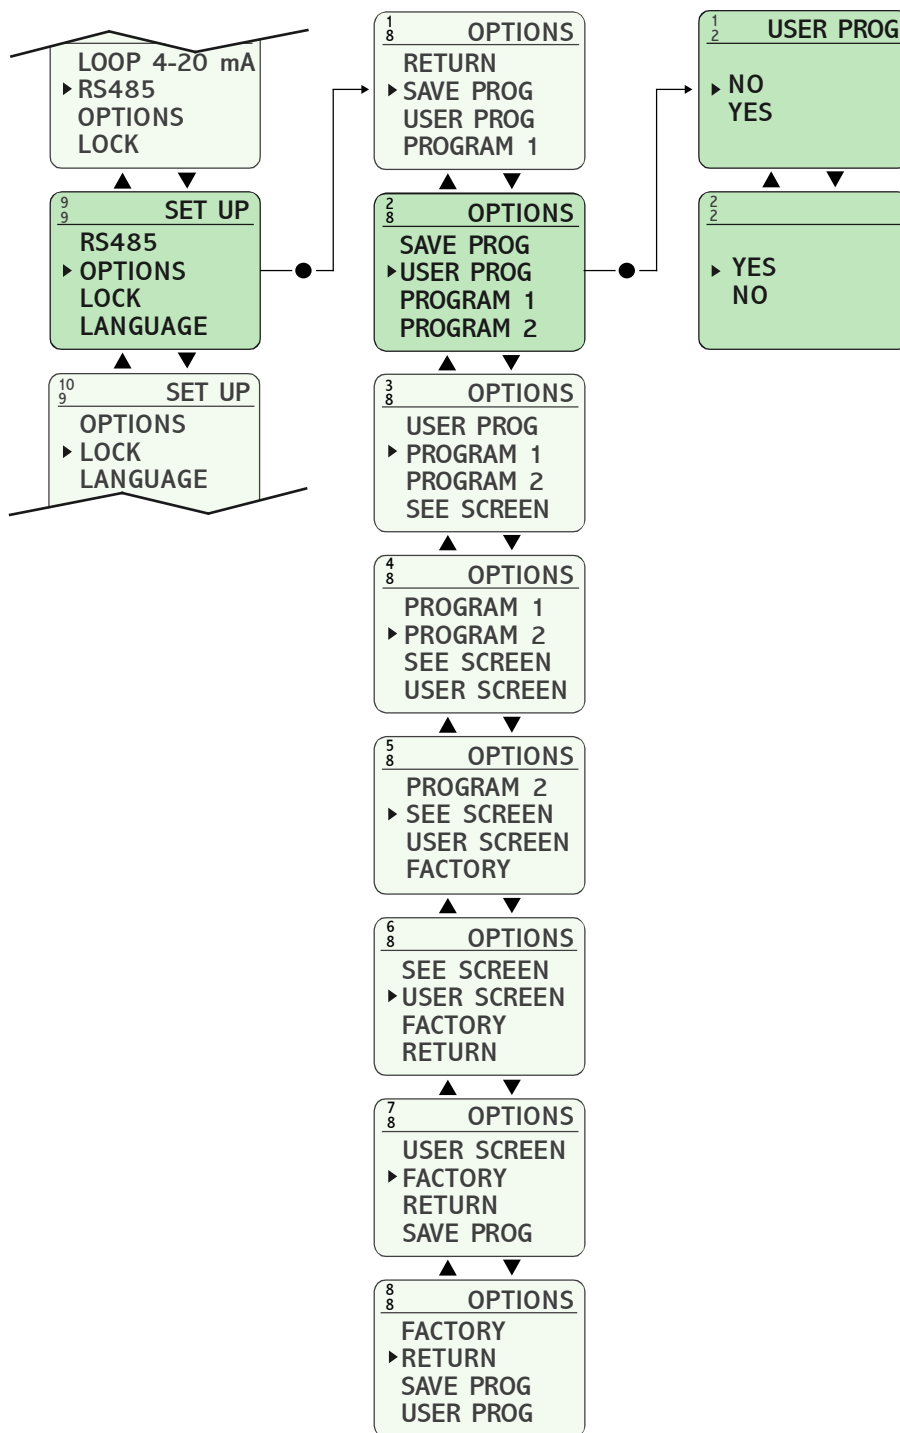 LOOP 4-20 mA
RS485
OPTIONS
LOCK
9
9
SET UP
RS485
OPTIONS
LOCK
LANGUAGE
10
9
SET UP
OPTIONS
LOCK
LANGUAGE
1
8
OPTIONS
RETURN
SAVE PROG
USER PROG
PROGRAM 1
2
8
OPTIONS
SAVE PROG
USER PROG
PROGRAM 1
PROGRAM 2
3
8
OPTIONS
USER PROG
PROGRAM 1
PROGRAM 2
SEE SCREEN
4
8
OPTIONS
PROGRAM 1
PROGRAM 2
SEE SCREEN
USER SCREEN
5
8
OPTIONS
PROGRAM 2
SEE SCREEN
USER SCREEN
FACTORY
6
8
OPTIONS
SEE SCREEN
USER SCREEN
FACTORY
RETURN
7
8
OPTIONS
USER SCREEN
FACTORY
RETURN
SAVE PROG
8
8
OPTIONS
FACTORY
RETURN
SAVE PROG
USER PROG
1
2
USER PROG
NO
YES
2
2
YES
NO